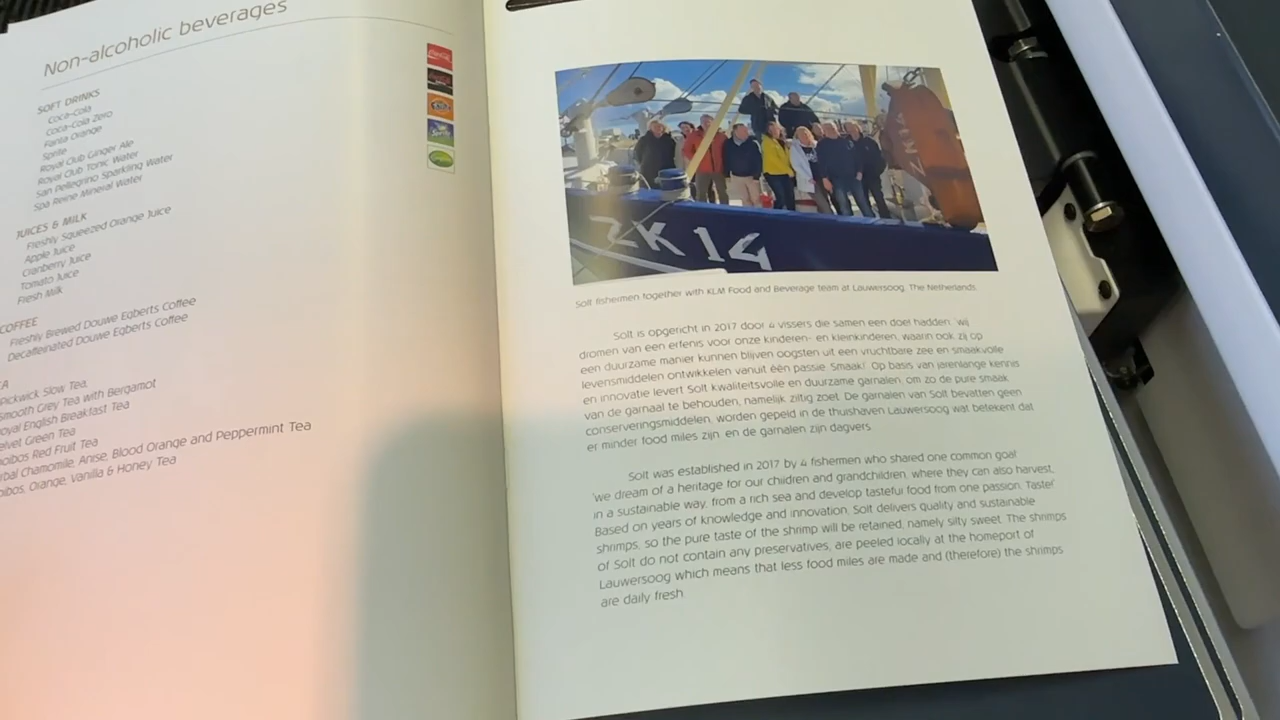 Non-alcoholic beverages
SOFT DRINKS
Coca-Cola
Coca-Cola Zero
Fanta Orange
Sprite
Royal Club Ginger Ale
Royal Club Tonic Water
San Pellegrino Sparkling Water
Spa Reine Mineral Water
JUICES & MILK
Freshly Squeezed Orange Juice
Apple Juice
Cranberry Juice
Tomato Juice
Fresh Milk
COFFEE
Freshly Brewed Douwe Egberts Coffee
Decaffeinated Douwe Egberts Coffee
Pickwick Slow Tea,
Smooth Grey Tea with Bergamot
Royal English Breakfast Tea
Green Tea
Red Fruit Tea
Chamomile, Anise, Blood Orange and Peppermint Tea
Orange, Vanilla & Honey Tea
ZK 14
Solt fishermen together with KLM Food and Beverage team at Lauwersoog, The Netherlands.
Solt is opgericht in 2017 door 4 vissers die samen een doel hadden: 'wij
dromen van een erfenis voor onze kinderen- en kleinkinderen, waarin ook zij op
een duurzame manier kunnen blijven oogsten uit een vruchtbare zee en smaakvolle
levensmiddelen ontwikkelen vanuit één passie. Smaak!' Op basis van jarenlange kennis
en innovatie levert Solt kwaliteitsvolle en duurzame garnalen, om zo de pure smaak
van de garnaal te behouden, namelijk ziltig zoet. De garnalen van Solt bevatten geen
conserveringsmiddelen, worden gepeld in de thuishaven Lauwersoog wat betekent dat
er minder food miles zijn, en de garnalen zijn dagvers.
Solt was established in 2017 by 4 fishermen who shared one common goal:
'we dream of a heritage for our children and grandchildren, where they can also harvest,
in a sustainable way, from a rich sea and develop tasteful food from one passion. Taste!'
Based on years of knowledge and innovation, Solt delivers quality and sustainable
shrimps, so the pure taste of the shrimp will be retained, namely silty sweet. The shrimps
of Solt do not contain any preservatives, are peeled locally at the homeport of
Lauwersoog which means that less food miles are made and (therefore) the shrimps
are daily fresh.